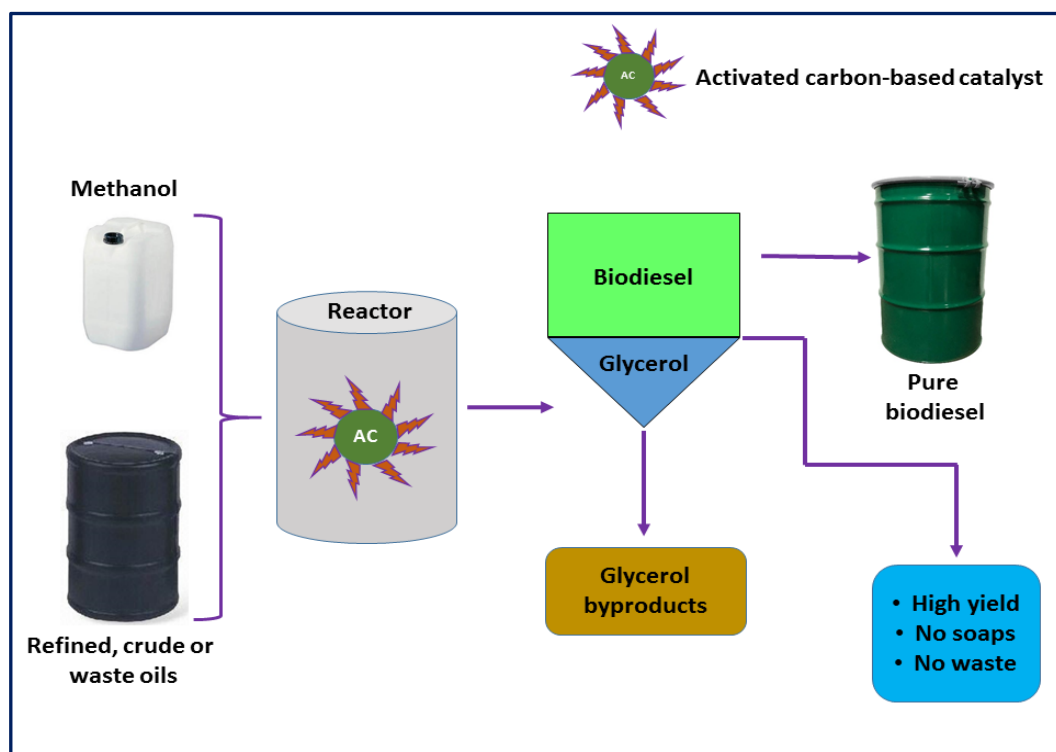 AC
Activated carbon-based catalyst
Methanol
Reactor
AC
Refined, crude or
waste oils
Biodiesel
Glycerol
Pure
biodiesel
Glycerol
byproducts
• High yield
• No soaps
• No waste